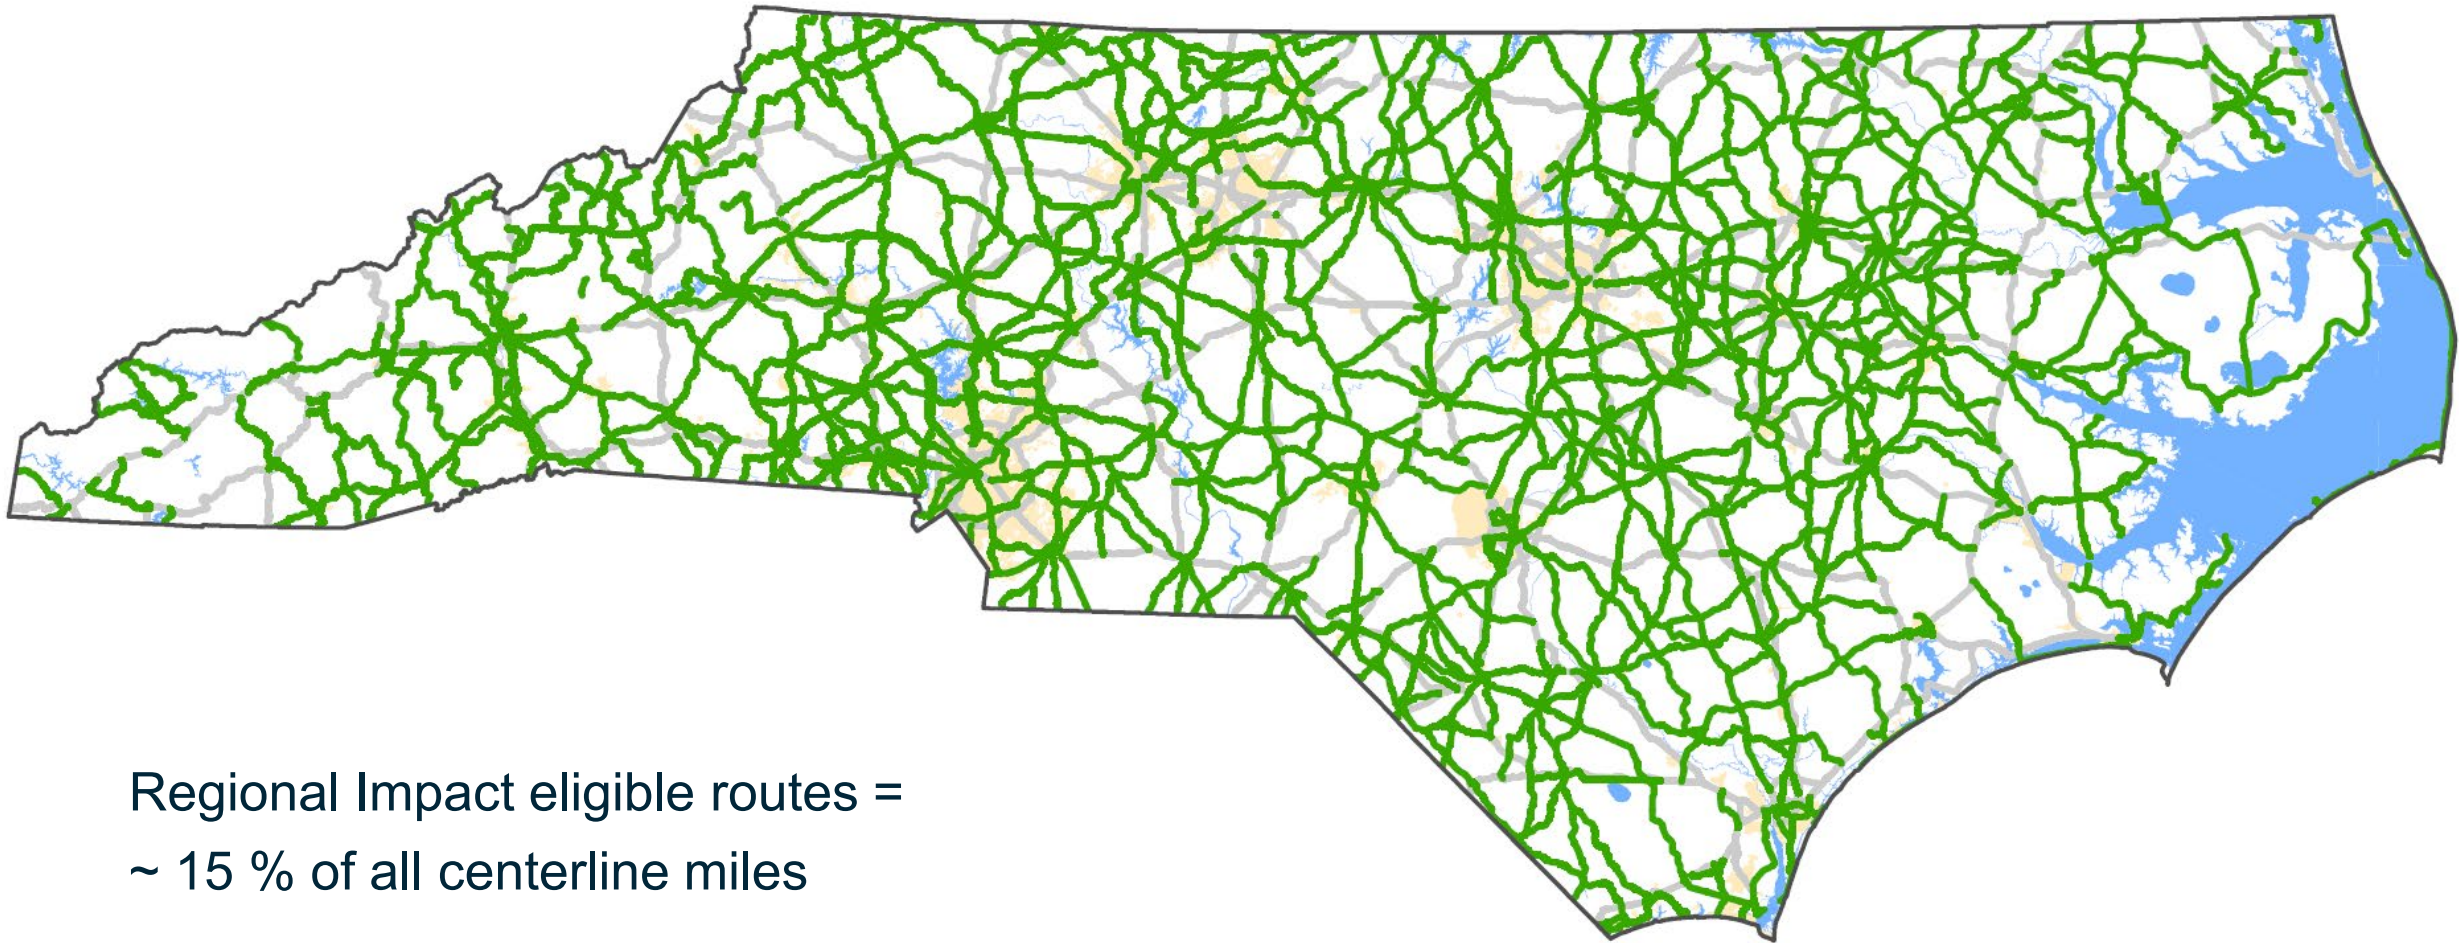 Regional Impact eligible routes =
~ 15 % of all centerline miles